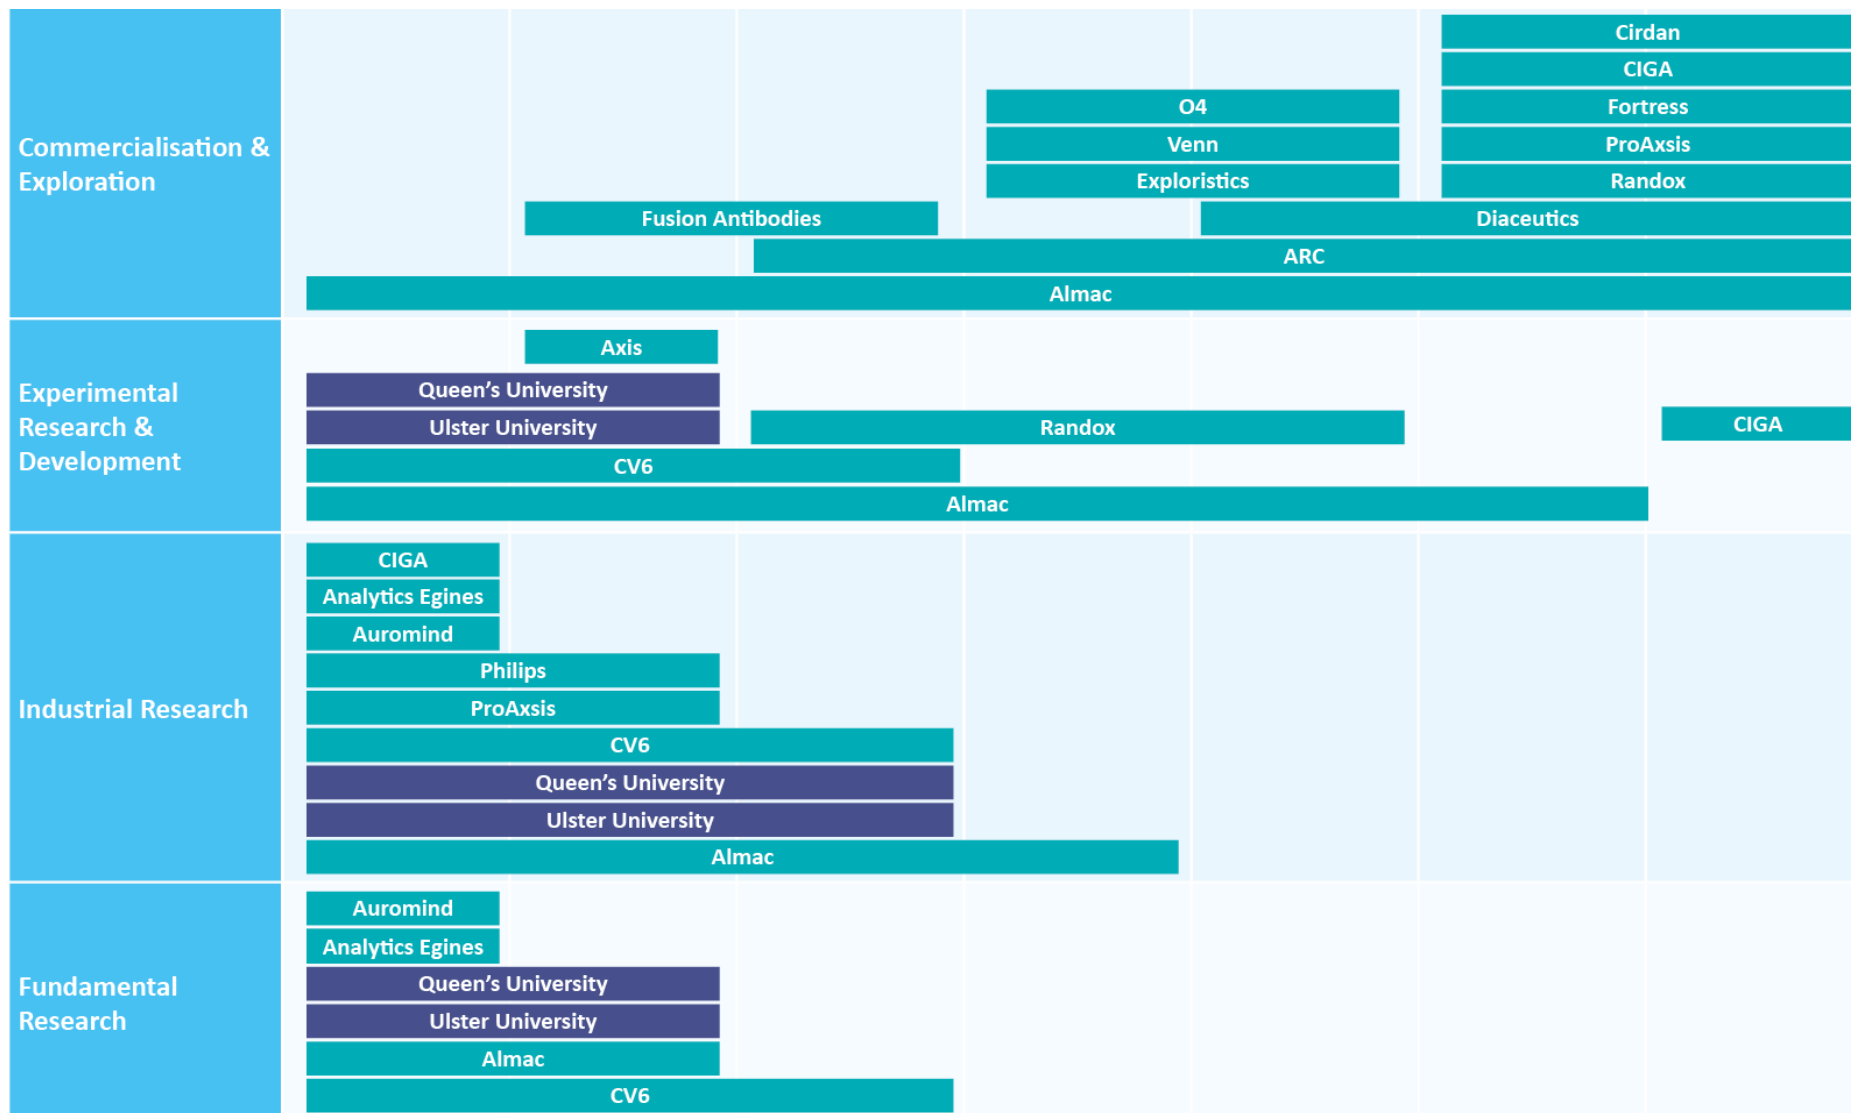 Commercialisation &
Exploration
Cirdan
CIGA
O4
Fortress
Venn
ProAxsis
Exploristics
Randox
Fusion Antibodies
Diaceutics
ARC
Almac
Experimental
Research &
Development
Axis
Queen’s University
Ulster University
Randox
CIGA
CV6
Almac
Industrial Research
CIGA
Analytics Egines
Auromind
Philips
ProAxsis
CV6
Queen’s University
Ulster University
Almac
Fundamental
Research
Auromind
Analytics Egines
Queen’s University
Ulster University
Almac
CV6